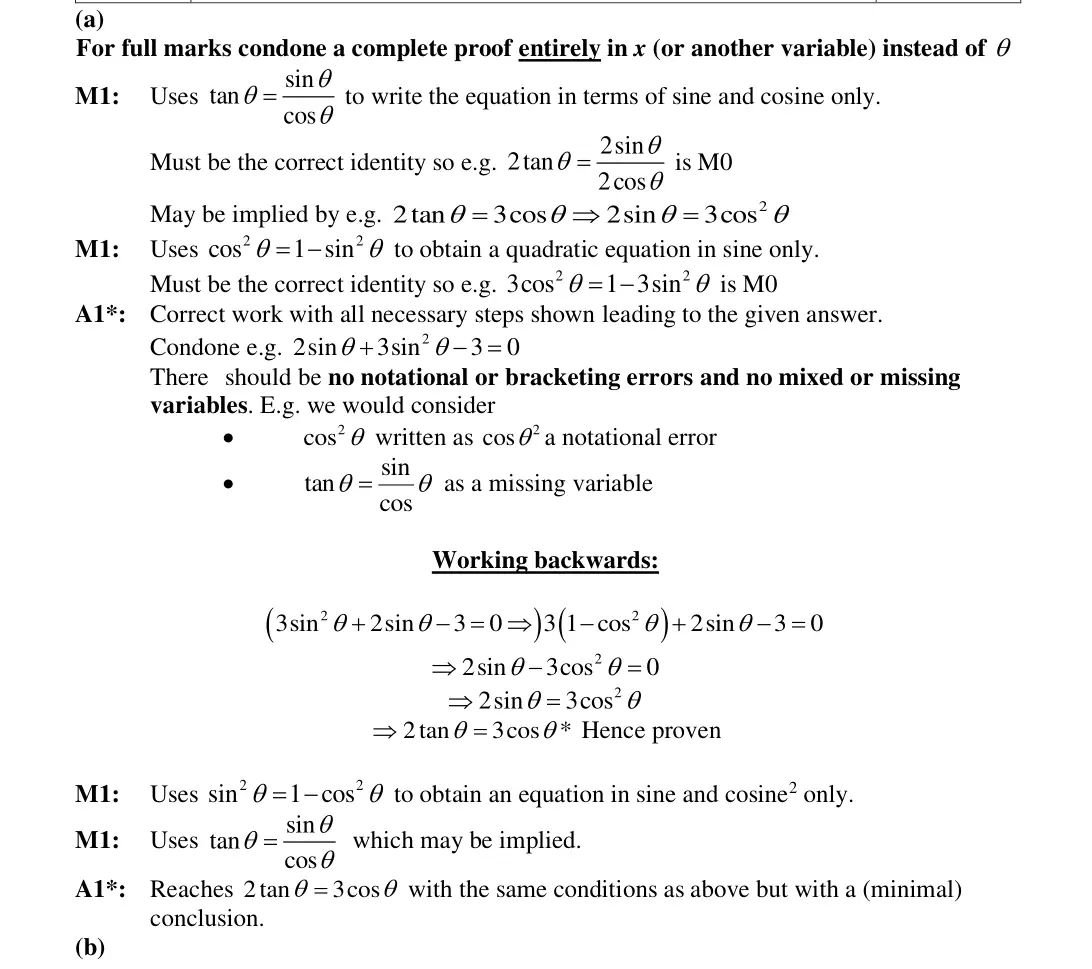 (a)
For full marks condone a complete proof entirely in x (or another variable) instead of θ
M1: Uses tan θ = sin θ / cos θ to write the equation in terms of sine and cosine only.
Must be the correct identity so e.g. 2 tan θ = 2 sin θ / 2 cos θ is M0
May be implied by e.g. 2 tan θ = 3 cos θ ⇒ 2 sin θ = 3 cos² θ
M1: Uses cos² θ = 1 − sin² θ to obtain a quadratic equation in sine only.
Must be the correct identity so e.g. 3cos² θ = 1 − 3sin² θ is M0
A1*: Correct work with all necessary steps shown leading to the given answer.
Condone e.g. 2 sin θ + 3 sin² θ − 3 = 0
There should be no notational or bracketing errors and no mixed or missing
variables. E.g. we would consider
• cos² θ written as cos θ² a notational error
• tan θ = sin / cos θ as a missing variable
Working backwards:
(3 sin² θ + 2 sin θ − 3 = 0 ⇒) 3(1 − cos² θ) + 2 sin θ − 3 = 0
⇒ 2 sin θ − 3 cos² θ = 0
⇒ 2 sin θ = 3 cos² θ
⇒ 2 tan θ = 3 cos θ * Hence proven
M1: Uses sin² θ = 1 − cos² θ to obtain an equation in sine and cosine² only.
M1: Uses tan θ = sin θ / cos θ which may be implied.
A1*: Reaches 2 tan θ = 3 cos θ with the same conditions as above but with a (minimal)
conclusion.
(b)